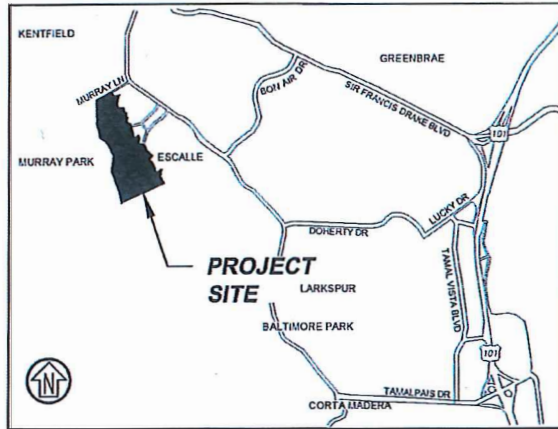 KENTFIELD
GREENBRAE
MURRAY LN
BON AIR DR
SIR FRANCIS DRAKE BLVD
101
MURRAY PARK
ESCALLE
LUCKY DR
DOHERTY DR
PROJECT
SITE
LARKSPUR
TAMAL VISTA BLVD
BALTIMORE PARK
101
N
TAMALPAIS DR
CORTA MADERA